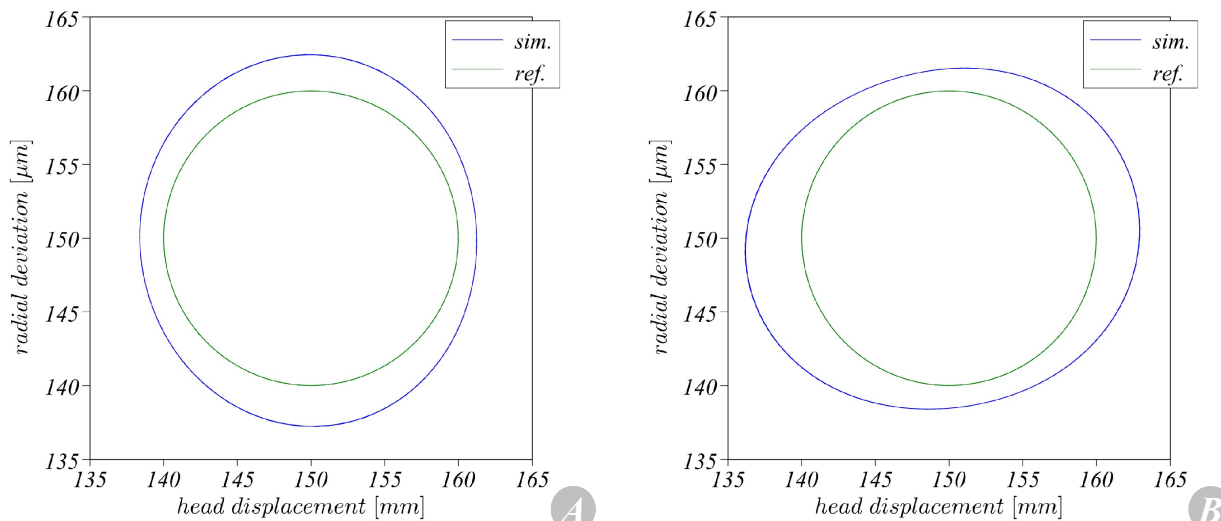 165
160
155
150
145
140
135
135 140 145 150 155 160 165
radial deviation [μm]
head displacement [mm]
sim.
ref.
A
165
160
155
150
145
140
135
135 140 145 150 155 160 165
radial deviation [μm]
head displacement [mm]
sim.
ref.
B